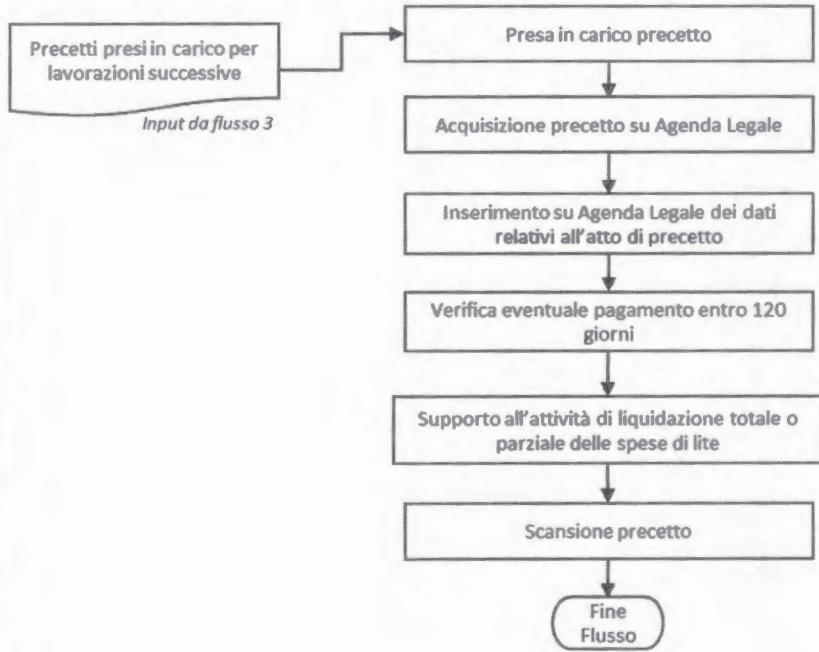 Precetti presi in carico per
lavorazioni successive
Input da flusso 3
Presa in carico precetto
Acquisizione precetto su Agenda Legale
Inserimento su Agenda Legale dei dati
relativi all'atto di precetto
Verifica eventuale pagamento entro 120
giorni
Supporto all'attività di liquidazione totale o
parziale delle spese di lite
Scansione precetto
Fine
Flusso